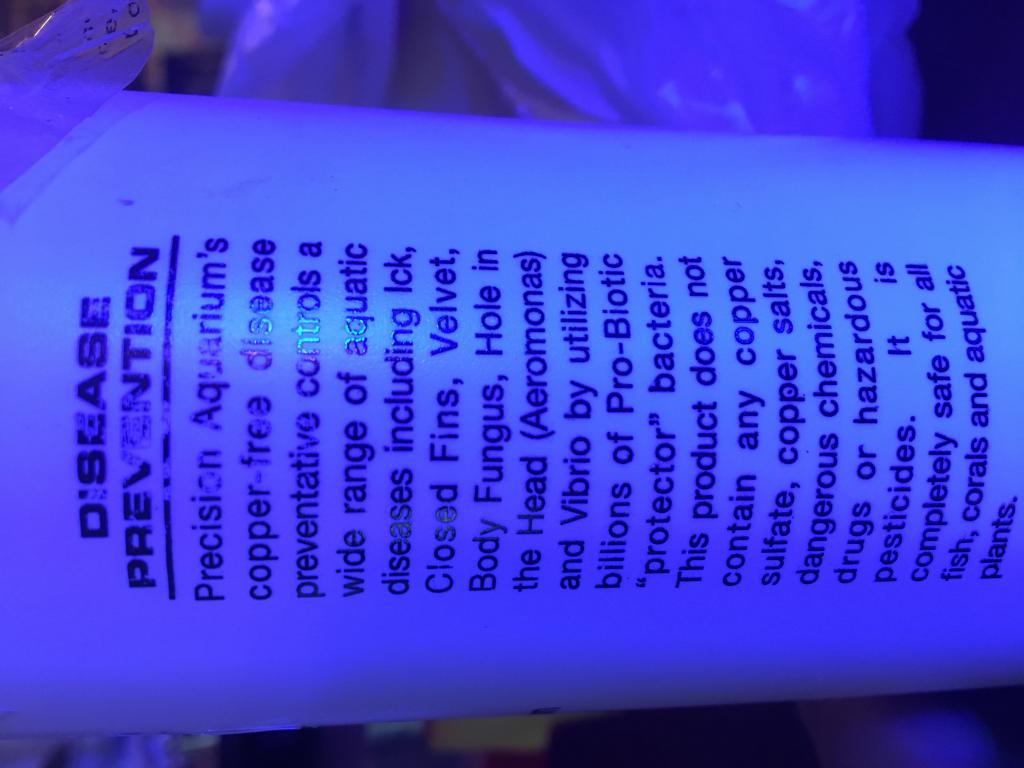 DISEASE
PREVENTION
Precision Aquarium's
copper-free disease
preventative controls a
wide range of aquatic
diseases including Ick,
Closed Fins, Velvet,
Body Fungus, Hole in
the Head (Aeromonas)
and Vibrio by utilizing
billions of Pro-Biotic
“protector” bacteria.
This product does not
contain any copper
sulfate, copper salts,
dangerous chemicals,
drugs or hazardous
pesticides. It is
completely safe for all
fish, corals and aquatic
plants.